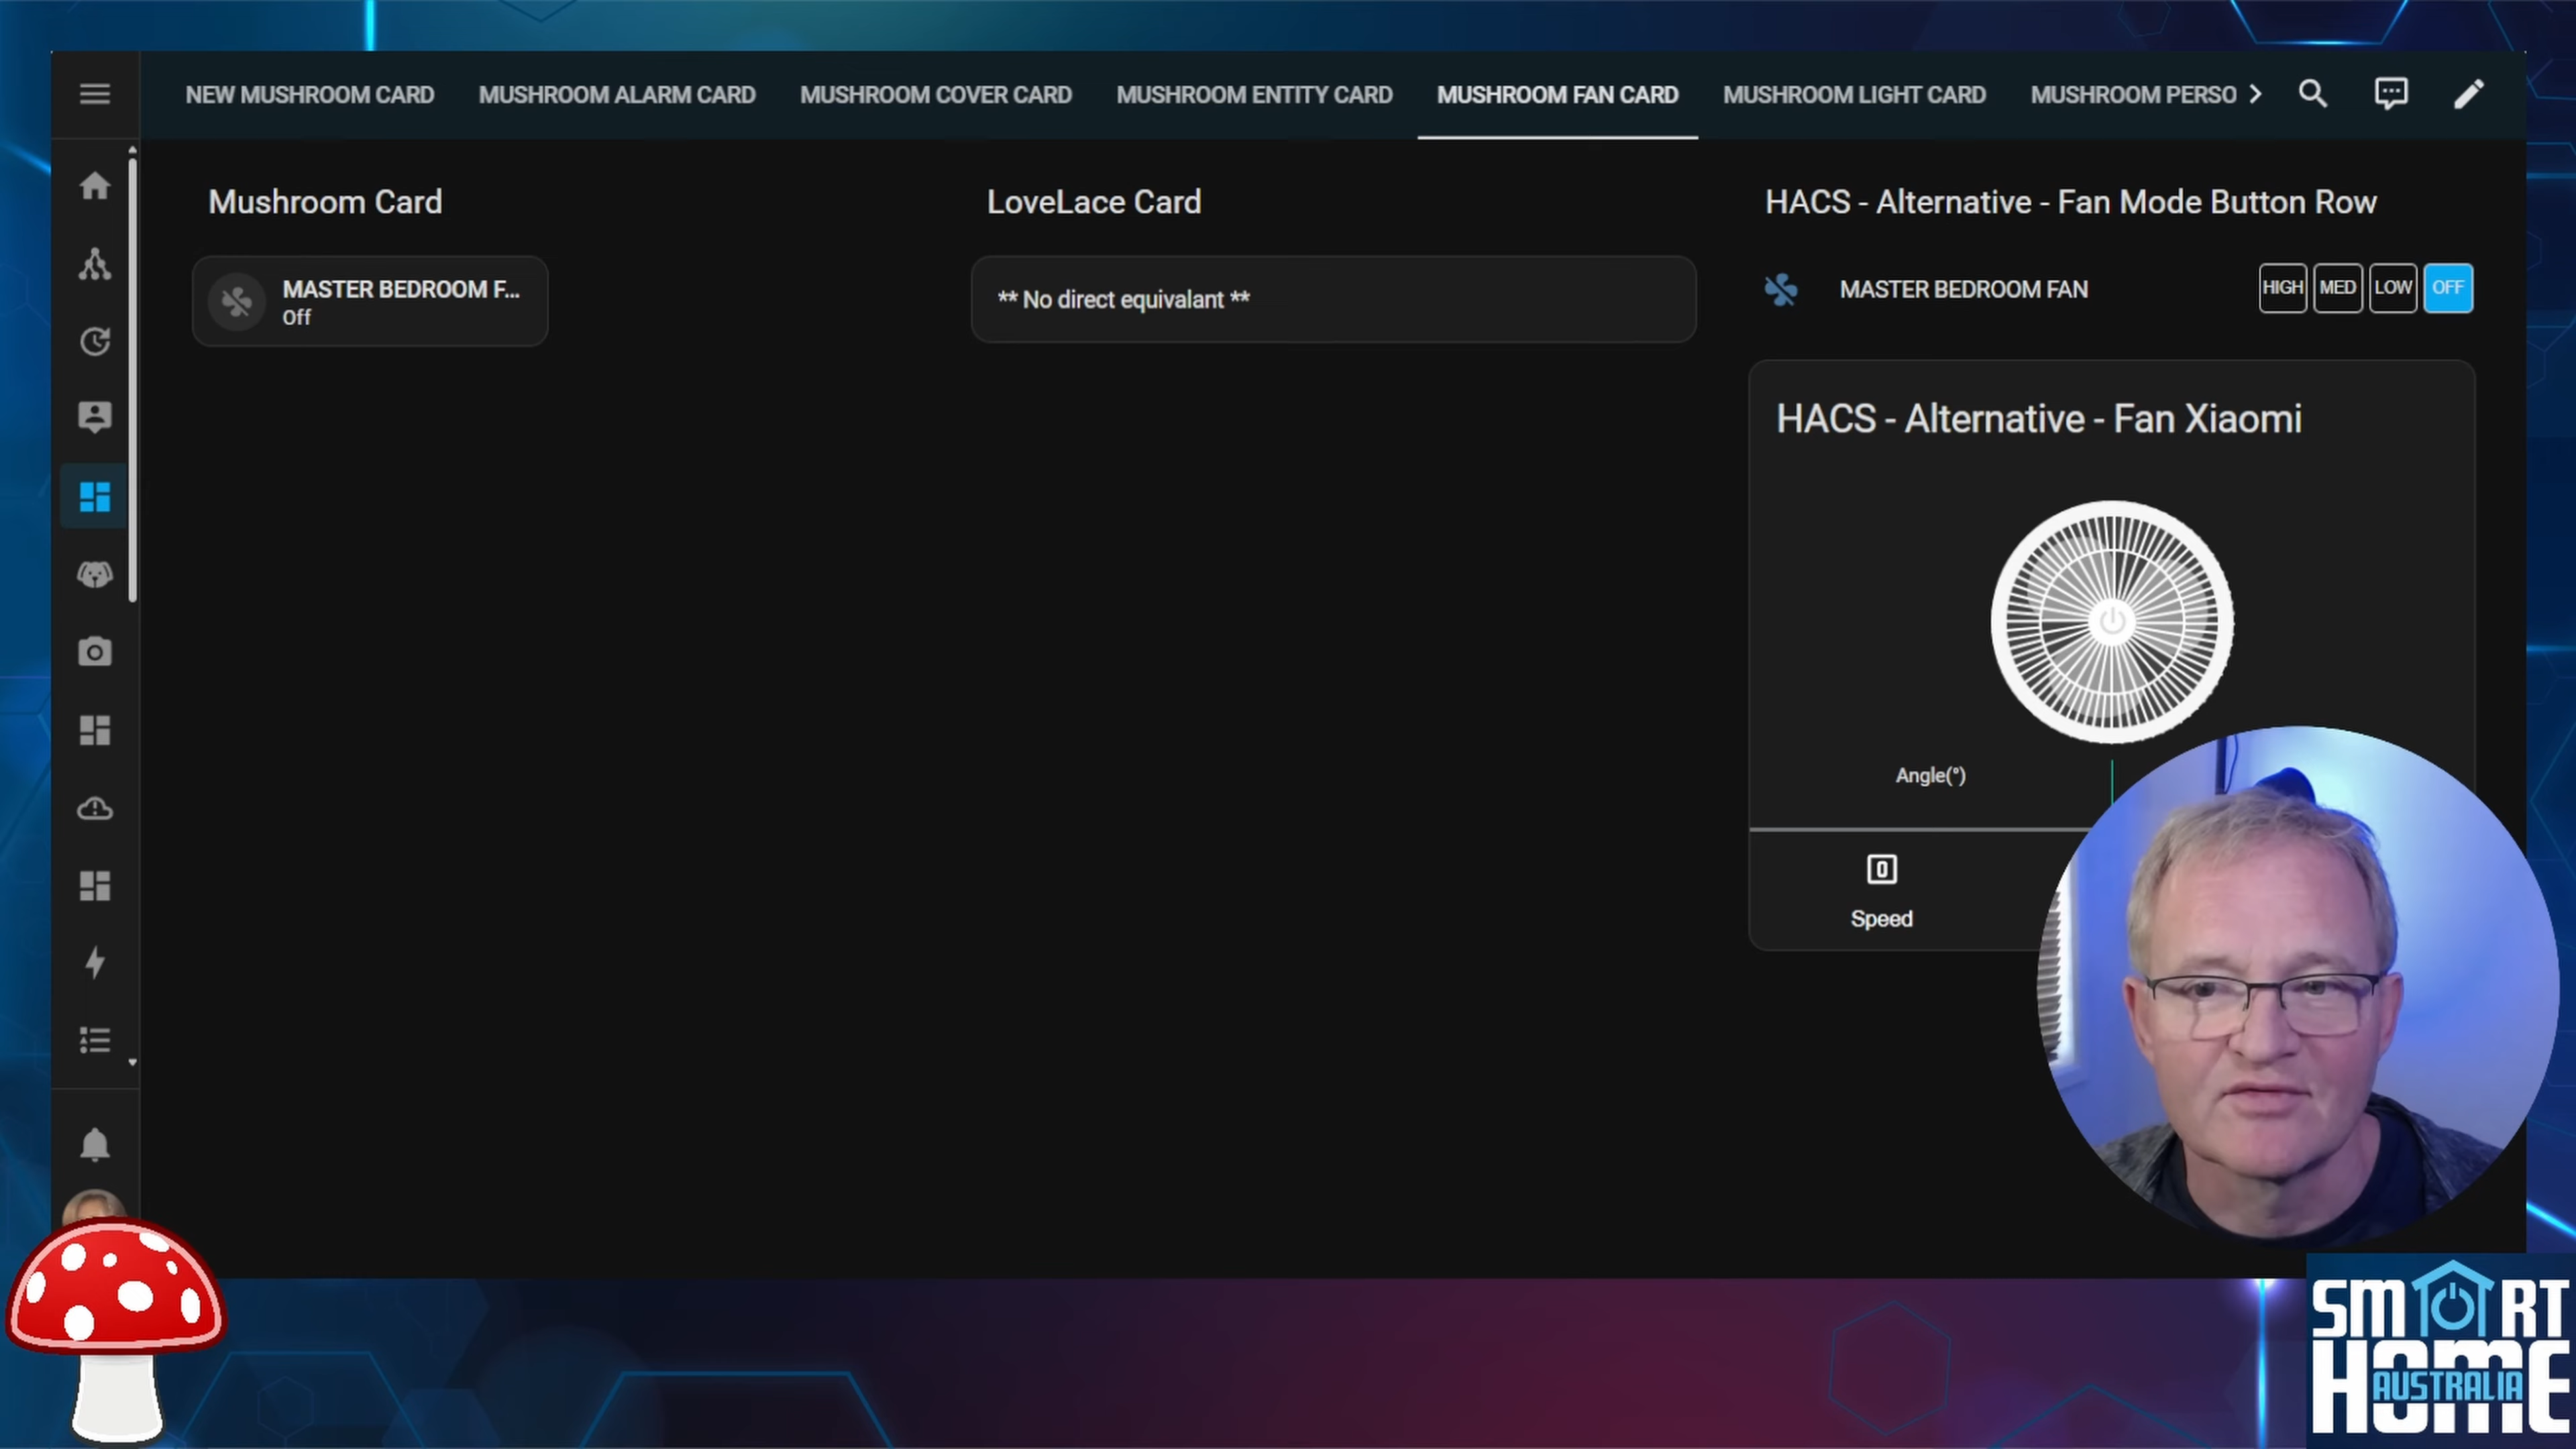 NEW MUSHROOM CARD
MUSHROOM ALARM CARD
MUSHROOM COVER CARD
MUSHROOM ENTITY CARD
MUSHROOM FAN CARD
MUSHROOM LIGHT CARD
MUSHROOM PERSO
Mushroom Card
MASTER BEDROOM F...
Off
LoveLace Card
** No direct equivalant **
HACS - Alternative - Fan Mode Button Row
MASTER BEDROOM FAN
HIGH
MED
LOW
OFF
HACS - Alternative - Fan Xiaomi
Angle(°)
0
Speed
SMART
HOME
AUSTRALIA